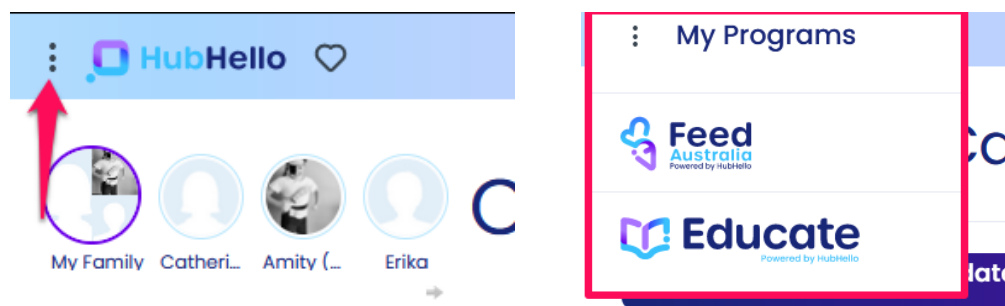 HubHello
My Family
Catheri...
Amity (...
Erika
My Programs
Feed
Australia
Powered by HubHello
Educate
Powered by HubHello